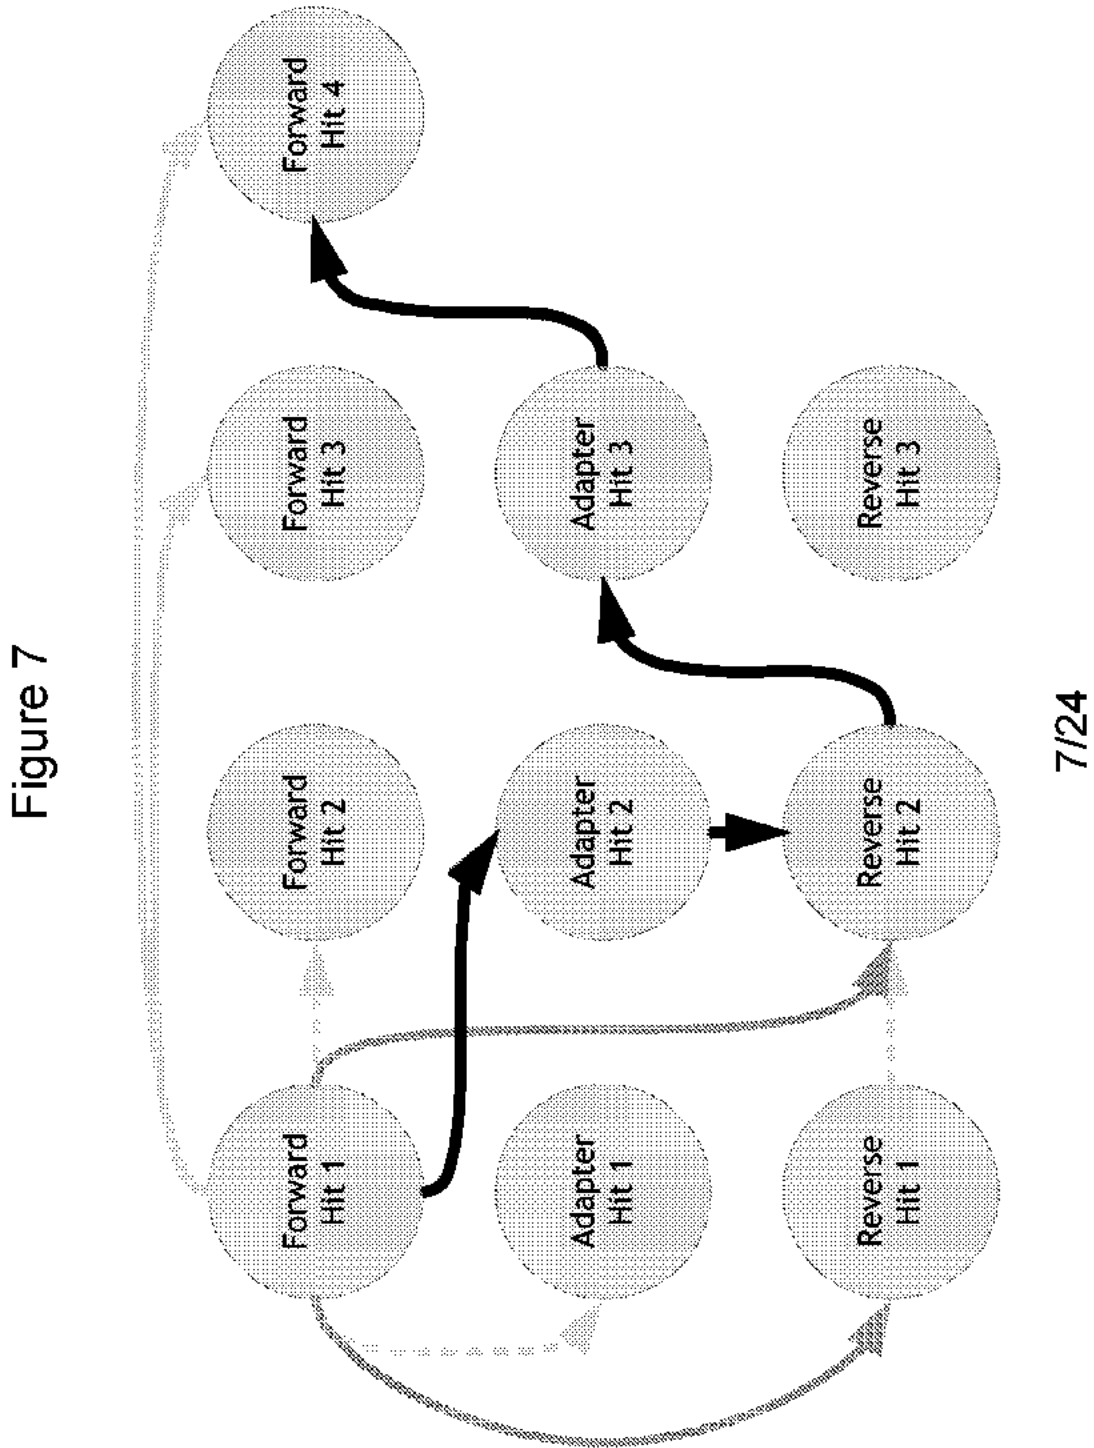 Figure 7
Forward
Hit 1
Forward
Hit 2
Forward
Hit 3
Forward
Hit 4
Adapter
Hit 1
Adapter
Hit 2
Adapter
Hit 3
Reverse
Hit 1
Reverse
Hit 2
Reverse
Hit 3
7/24